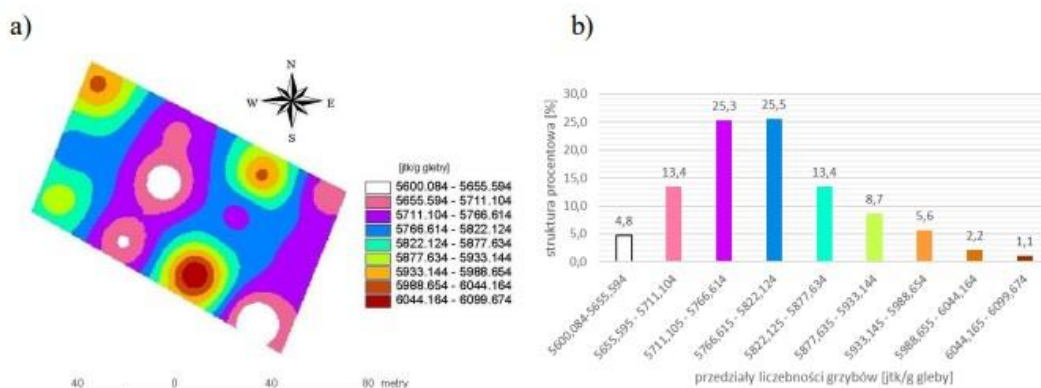 a)
N
W E
S
[jtk/g gleby]
5600.084 - 5655.594
5655.594 - 5711.104
5711.104 - 5766.614
5766.614 - 5822.124
5822.124 - 5877.634
5877.634 - 5933.144
5933.144 - 5988.654
5988.654 - 6044.164
6044.164 - 6099.674
40 0 40 80 metry
b)
struktura procentowa [%]
30,0
25,0
20,0
15,0
10,0
5,0
0,0
4,8
13,4
25,3
25,5
13,4
8,7
5,6
2,2
1,1
5600,084-5655,594
5655,595 - 5711,104
5711,105 - 5766,614
5766,615 - 5822,124
5822,125 - 5877,634
5877,635 - 5933,144
5933,145 - 5988,654
5988,655 - 6044,164
6044,165 - 6099,674
przedziały liczebności grzybów [jtk/g gleby]